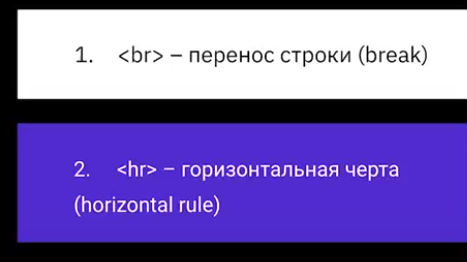 1. <br> – перенос строки (break)
2. <hr> – горизонтальная черта
(horizontal rule)